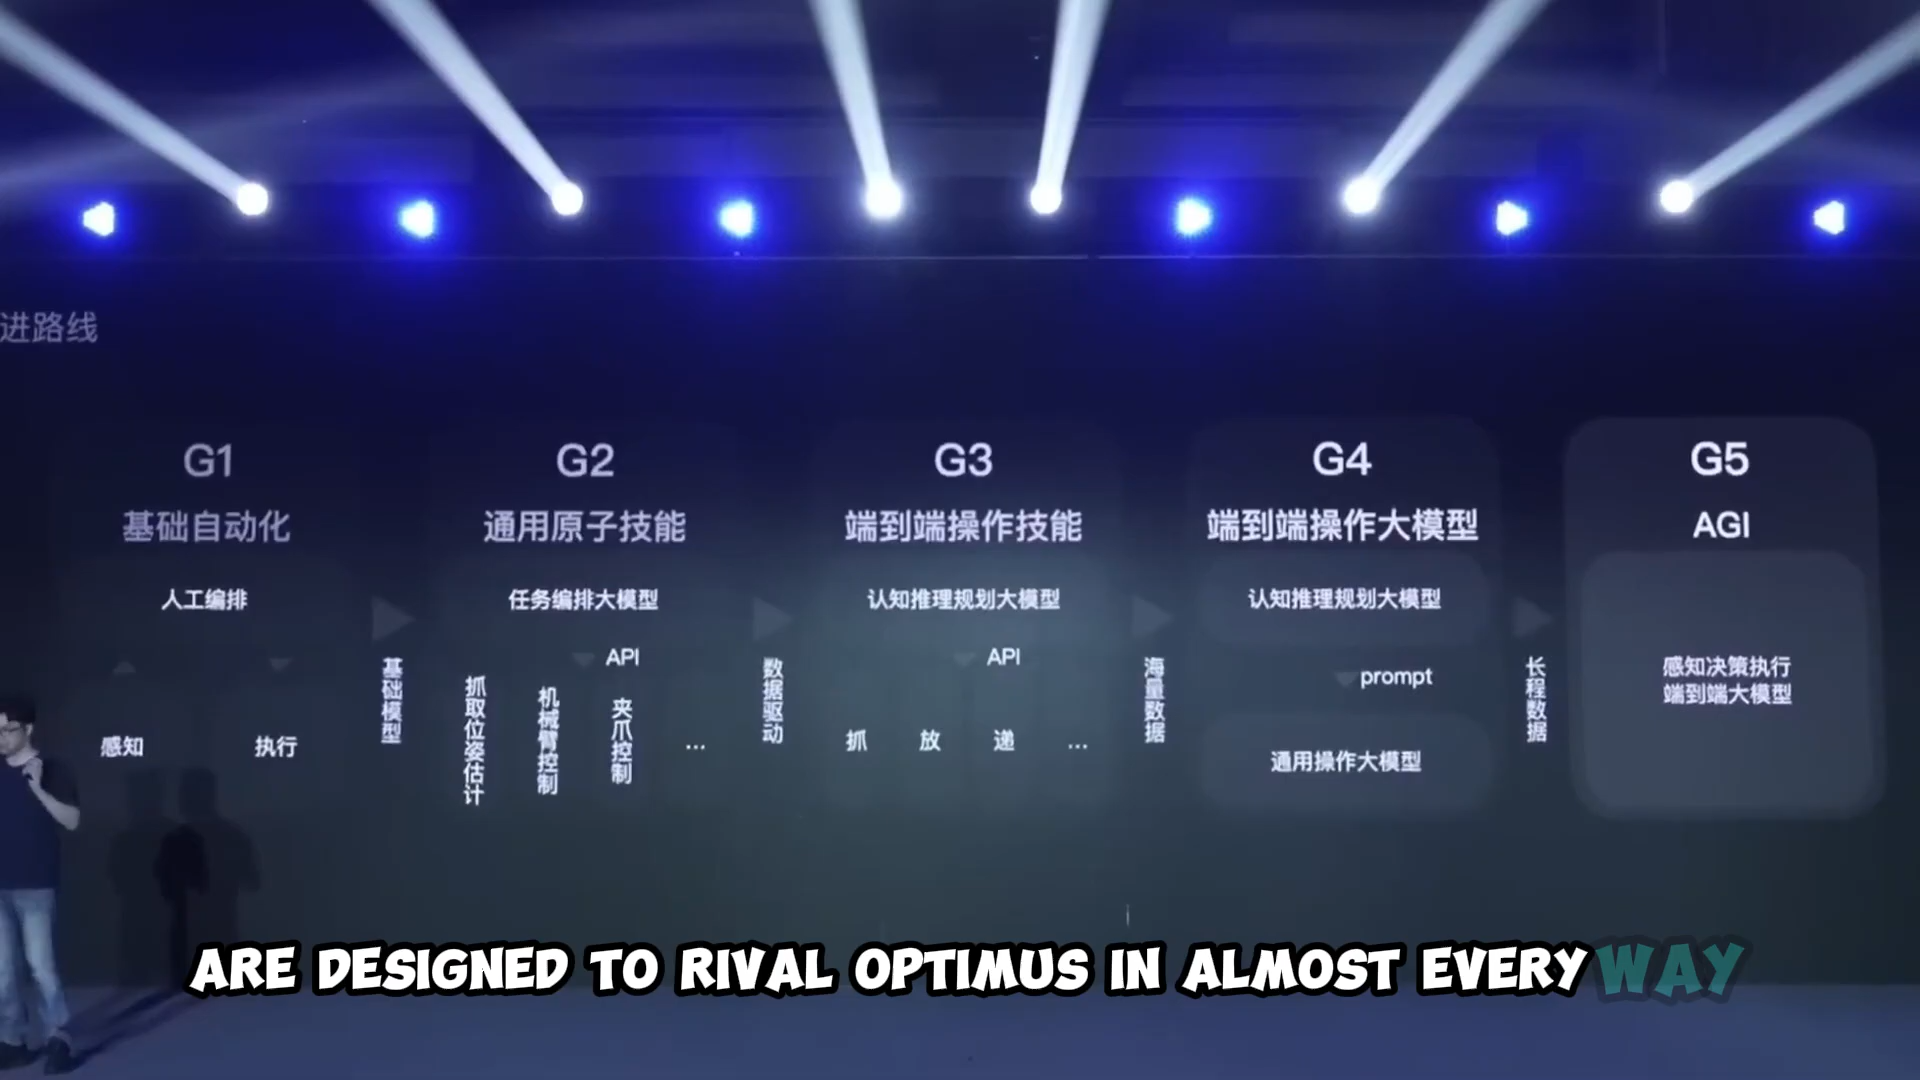 进路线
G1
基础自动化
人工编排
感知
执行
基础模型
G2
通用原子技能
任务编排大模型
API
抓取位姿估计
机械臂控制
夹爪控制
...
数据驱动
G3
端到端操作技能
认知推理规划大模型
API
抓
放
递
...
海量数据
G4
端到端操作大模型
认知推理规划大模型
prompt
通用操作大模型
长程数据
G5
AGI
感知决策执行
端到端大模型
ARE DESIGNED TO RIVAL OPTIMUS IN ALMOST EVERY WAY